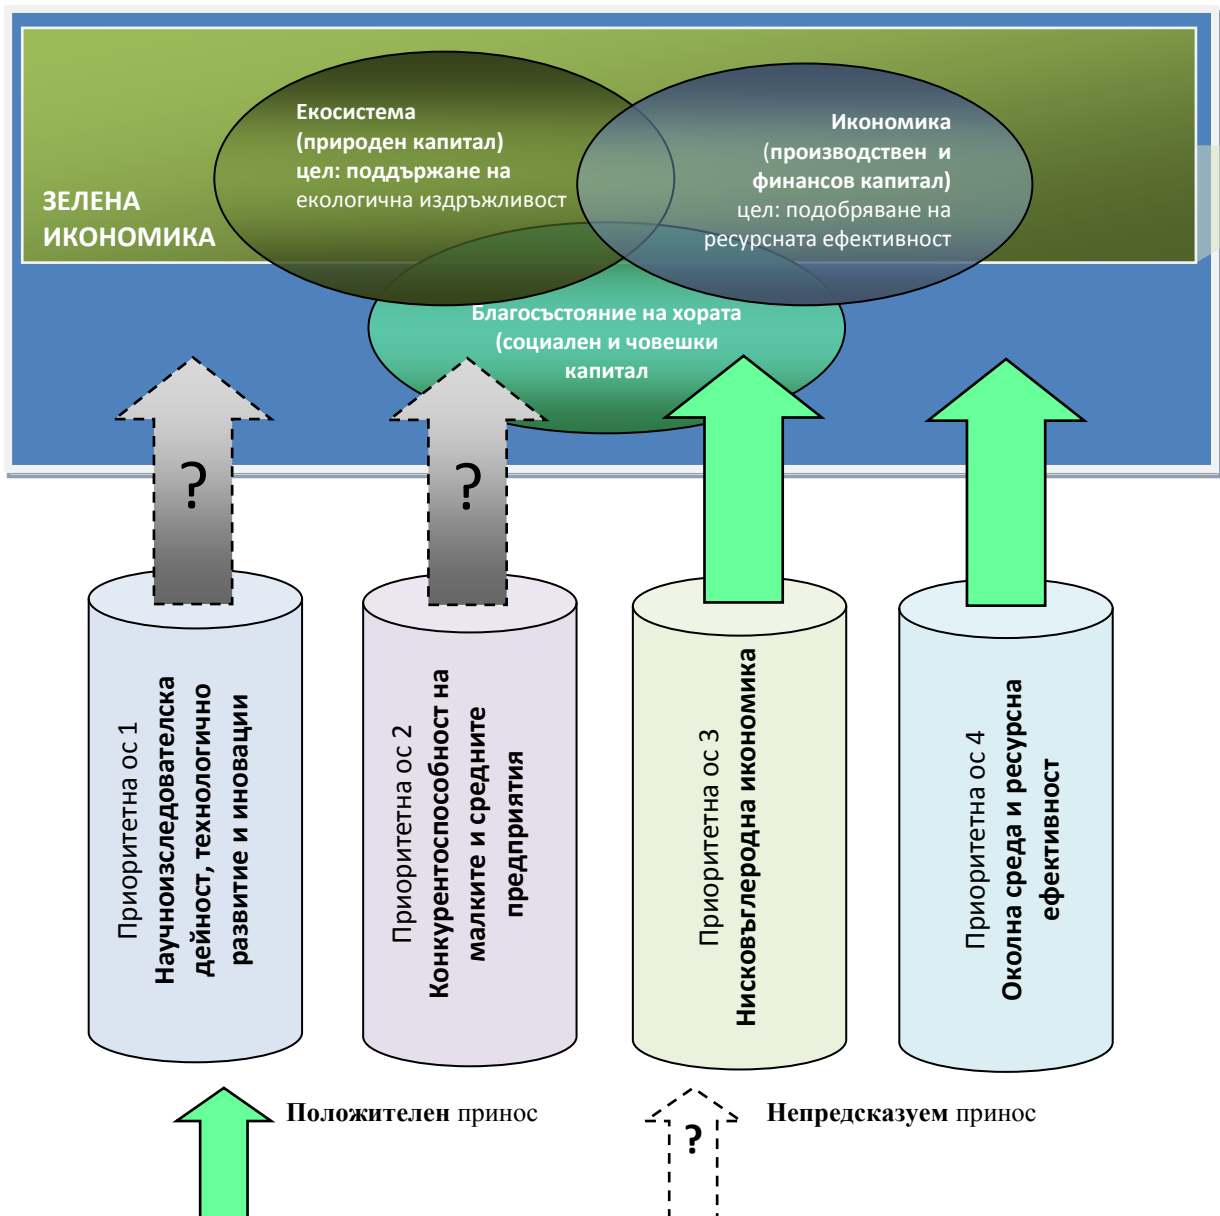 Екосистема
(природен капитал)
цел: поддържане на
екологична издръжливост
Икономика
(производствен и
финансов капитал)
цел: подобряване на
ресурсната ефективност
ЗЕЛЕНА
ИКОНОМИКА
Благосъстояние на хората
(социален и човешки
капитал
?
?
Приоритетна ос 1
Научноизследователска
дейност, технологично
развитие и иновации
Приоритетна ос 2
Конкурентоспособност на
малките и средните
предприятия
Приоритетна ос 3
Нисковъглеродна икономика
Приоритетна ос 4
Околна среда и ресурсна
ефективност
Положителен принос
?
Непредсказуем принос